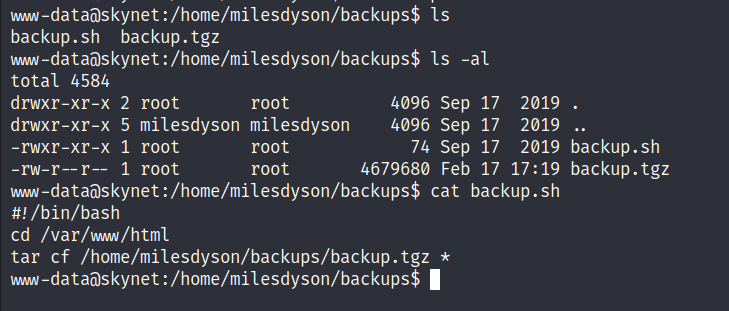 www-data@skynet:/home/milesdyson/backups$ ls
backup.sh  backup.tgz
www-data@skynet:/home/milesdyson/backups$ ls -al
total 4584
drwxr-xr-x 2 root       root          4096 Sep 17  2019 .
drwxr-xr-x 5 milesdyson milesdyson    4096 Sep 17  2019 ..
-rwxr-xr-x 1 root       root            74 Sep 17  2019 backup.sh
-rw-r--r-- 1 root       root       4679680 Feb 17 17:19 backup.tgz
www-data@skynet:/home/milesdyson/backups$ cat backup.sh
#!/bin/bash
cd /var/www/html
tar cf /home/milesdyson/backups/backup.tgz *
www-data@skynet:/home/milesdyson/backups$